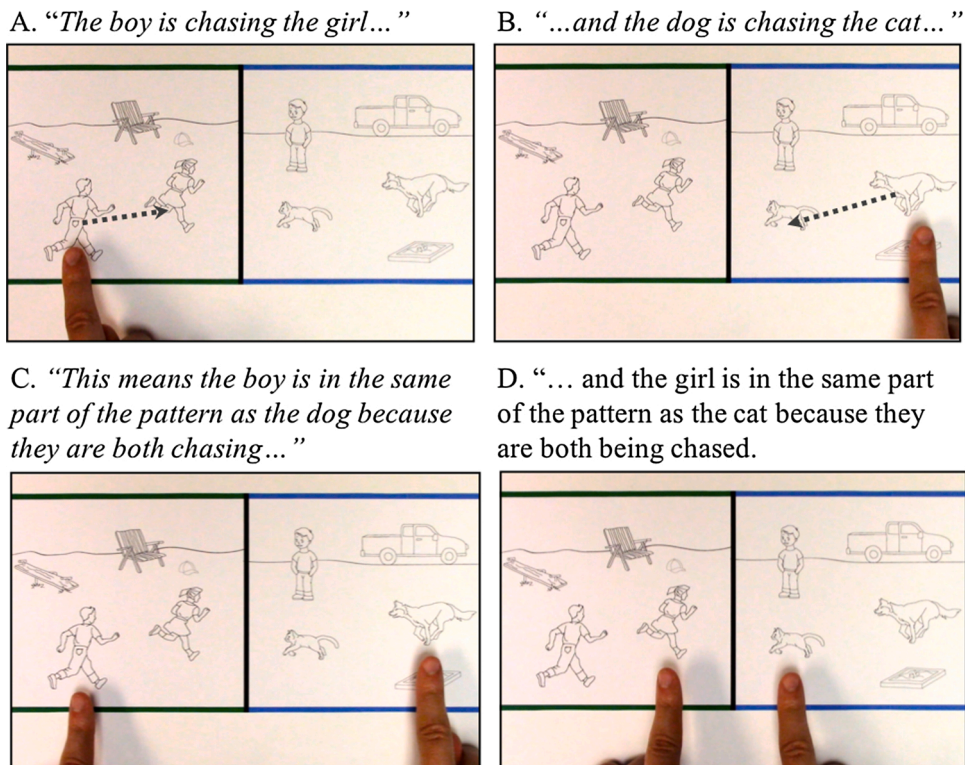 A. “The boy is chasing the girl…”
B. “…and the dog is chasing the cat…”
C. “This means the boy is in the same
part of the pattern as the dog because
they are both chasing…”
D. “… and the girl is in the same part
of the pattern as the cat because they
are both being chased.